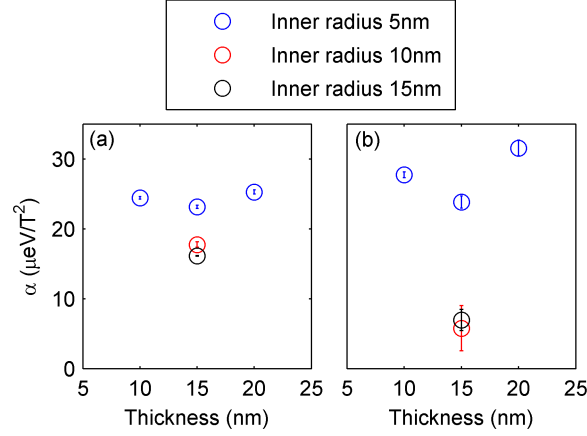 Inner radius 5nm
Inner radius 10nm
Inner radius 15nm
(a) (b)
30
20
10
0
α (μeV/T²)
5 10 15 20 25 5 10 15 20 25
Thickness (nm) Thickness (nm)